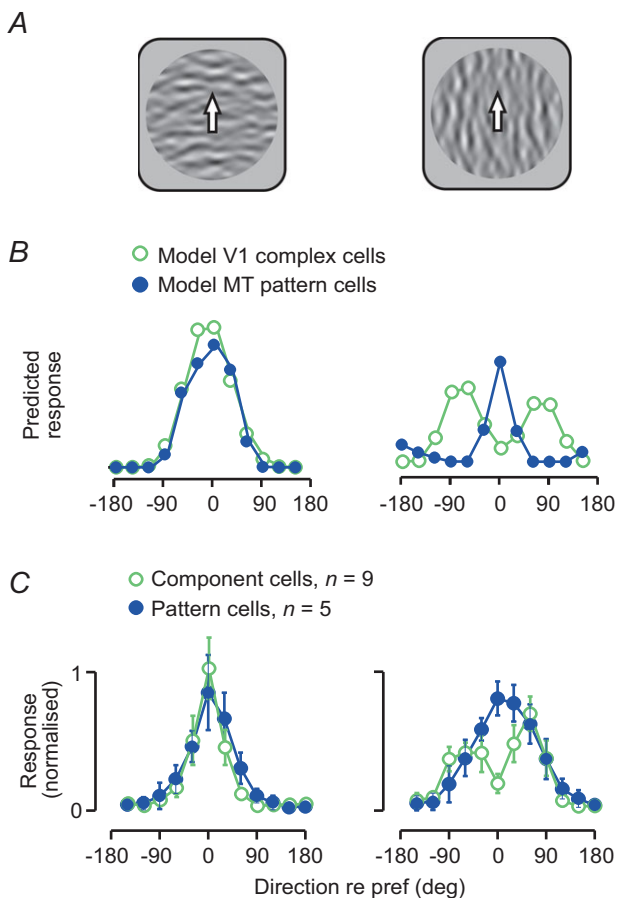 A
B
Model V1 complex cells
Model MT pattern cells
Predicted
response
-180 -90 0 90 180
-180 -90 0 90 180
C
Component cells, n = 9
Pattern cells, n = 5
Response
(normalised)
1
0
-180 -90 0 90 180
-180 -90 0 90 180
Direction re pref (deg)